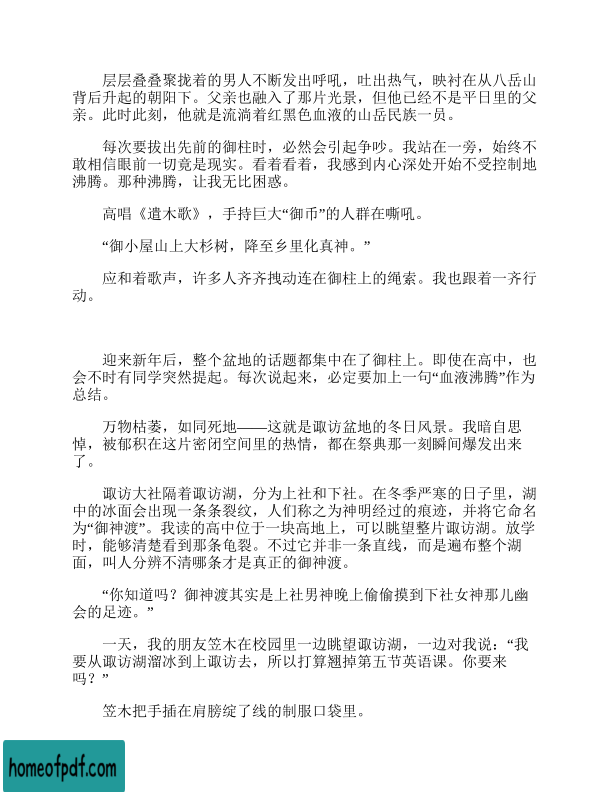 层层叠叠聚拢着的男人不断发出呼吼，吐出热气，映衬在从八岳山
背后升起的朝阳下。父亲也融入了那片光景，但他已经不是平日里的父
亲。此时此刻，他就是流淌着红黑色血液的山岳民族一员。
每次要拔出先前的御柱时，必然会引起争吵。我站在一旁，始终不
敢相信眼前一切竟是现实。看着看着，我感到内心深处开始不受控制地
沸腾。那种沸腾，让我无比困惑。
高唱《遣木歌》，手持巨大“御币”的人群在嘶吼。
“御小屋山上大杉树，降至乡里化真神。”
应和着歌声，许多人齐齐拽动连在御柱上的绳索。我也跟着一齐行
动。
迎来新年后，整个盆地的话题都集中在了御柱上。即使在高中，也
会不时有同学突然提起。每次说起来，必定要加上一句“血液沸腾”作为
总结。
万物枯萎，如同死地——这就是诹访盆地的冬日风景。我暗自思
悼，被郁积在这片密闭空间里的热情，都在祭典那一刻瞬间爆发出来
了。
诹访大社隔着诹访湖，分为上社和下社。在冬季严寒的日子里，湖
中的冰面会出现一条条裂纹，人们称之为神明经过的痕迹，并将它命名
为“御神渡”。我读的高中位于一块高地上，可以眺望整片诹访湖。放学
时，能够清楚看到那条龟裂。不过它并非一条直线，而是遍布整个湖
面，叫人分辨不清哪条才是真正的御神渡。
“你知道吗？御神渡其实是上社男神晚上偷偷摸到下社女神那儿幽
会的足迹。”
一天，我的朋友笠木在校园里一边眺望诹访湖，一边对我说：“我
要从诹访湖溜冰到上诹访去，所以打算翘掉第五节英语课。你要来
吗？”
笠木把手插在肩膀绽了线的制服口袋里。
homeofpdf.com